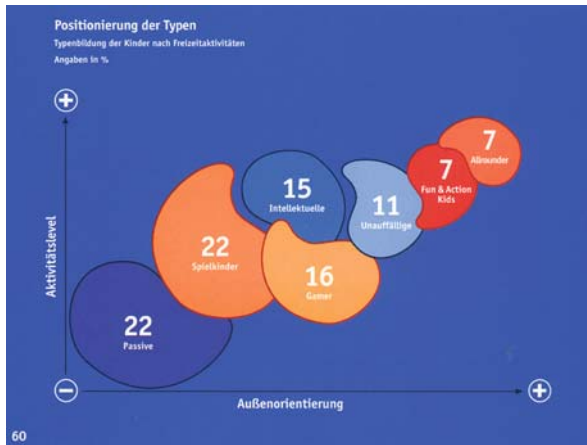 Positionierung der Typen
Typenbildung der Kinder nach Freizeitaktivitäten
Angaben in %
+
7
Allrounder
7
Fun & Action
Kids
15
Intellektuelle
11
Unauffällige
22
Spielkinder
16
Gamer
22
Passive
Aktivitätslevel
−
+
Außenorientierung
60